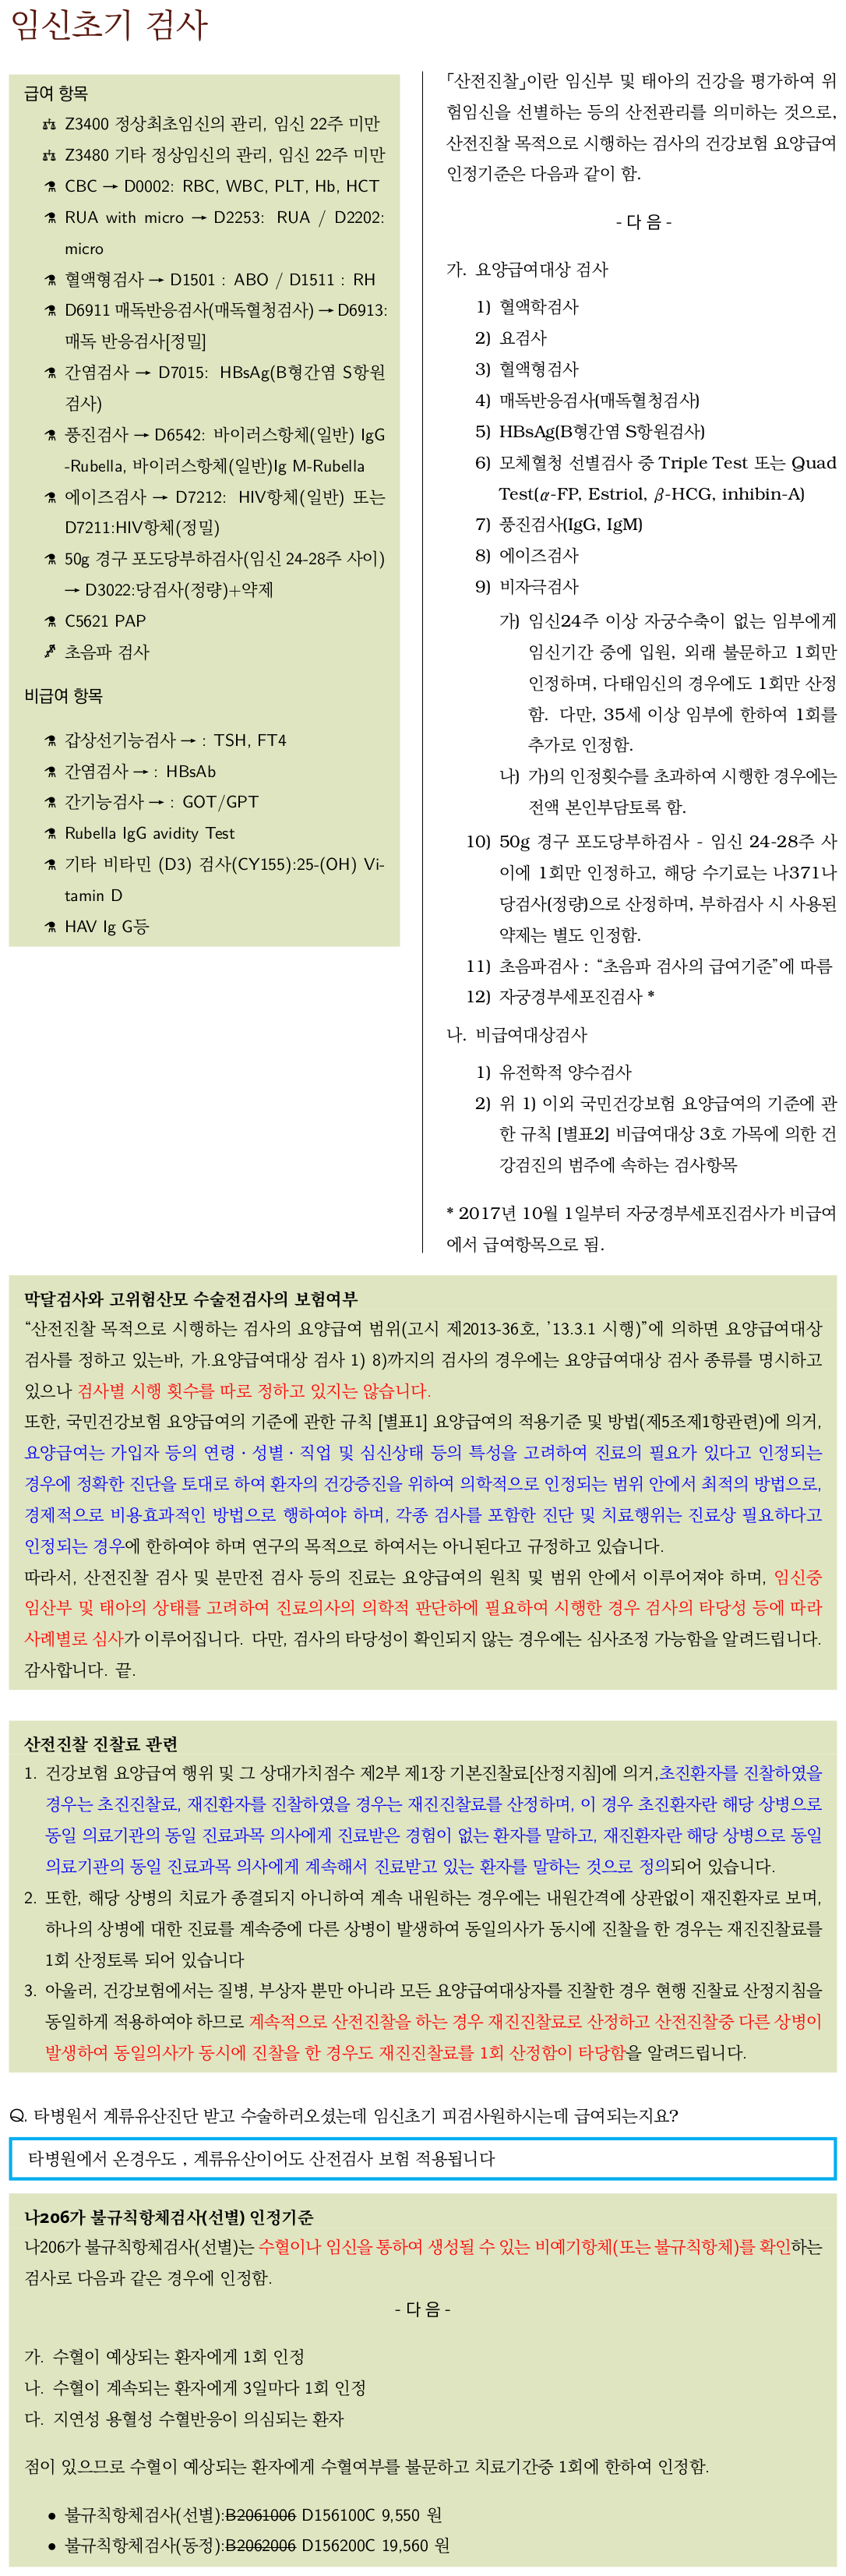 임신초기 검사
급여 항목
Z3400 정상최초임신의 관리, 임신 22주 미만
Z3480 기타 정상임신의 관리, 임신 22주 미만
CBC → D0002: RBC, WBC, PLT, Hb, HCT
RUA with micro → D2253: RUA / D2202:
micro
혈액형검사 → D1501 : ABO / D1511 : RH
D6911 매독반응검사(매독혈청검사) → D6913:
매독 반응검사[정밀]
간염검사 → D7015: HBsAg(B형간염 S항원
검사)
풍진검사 → D6542: 바이러스항체(일반) IgG
-Rubella, 바이러스항체(일반)Ig M-Rubella
에이즈검사 → D7212: HIV항체(일반) 또는
D7211:HIV항체(정밀)
50g 경구 포도당부하검사(임신 24-28주 사이)
→ D3022:당검사(정량)+약제
C5621 PAP
초음파 검사
비급여 항목
갑상선기능검사 → : TSH, FT4
간염검사 → : HBsAb
간기능검사 → : GOT/GPT
Rubella IgG avidity Test
기타 비타민 (D3) 검사(CY155):25-(OH) Vi-
tamin D
HAV Ig G등
「산전진찰」이란 임신부 및 태아의 건강을 평가하여 위
험임신을 선별하는 등의 산전관리를 의미하는 것으로,
산전진찰 목적으로 시행하는 검사의 건강보험 요양급여
인정기준은 다음과 같이 함.
- 다 음 -
가. 요양급여대상 검사
1) 혈액학검사
2) 요검사
3) 혈액형검사
4) 매독반응검사(매독혈청검사)
5) HBsAg(B형간염 S항원검사)
6) 모체혈청 선별검사 중 Triple Test 또는 Quad
Test(α-FP, Estriol, β-HCG, inhibin-A)
7) 풍진검사(IgG, IgM)
8) 에이즈검사
9) 비자극검사
가) 임신24주 이상 자궁수축이 없는 임부에게
임신기간 중에 입원, 외래 불문하고 1회만
인정하며, 다태임신의 경우에도 1회만 산정
함. 다만, 35세 이상 임부에 한하여 1회를
추가로 인정함.
나) 가)의 인정횟수를 초과하여 시행한 경우에는
전액 본인부담토록 함.
10) 50g 경구 포도당부하검사 - 임신 24-28주 사
이에 1회만 인정하고, 해당 수기료는 나371나
당검사(정량)으로 산정하며, 부하검사 시 사용된
약제는 별도 인정함.
11) 초음파검사 : “초음파 검사의 급여기준”에 따름
12) 자궁경부세포진검사 *
나. 비급여대상검사
1) 유전학적 양수검사
2) 위 1) 이외 국민건강보험 요양급여의 기준에 관
한 규칙 [별표2] 비급여대상 3호 가목에 의한 건
강검진의 범주에 속하는 검사항목
* 2017년 10월 1일부터 자궁경부세포진검사가 비급여
에서 급여항목으로 됨.
막달검사와 고위험산모 수술전검사의 보험여부
“산전진찰 목적으로 시행하는 검사의 요양급여 범위(고시 제2013-36호, ’13.3.1 시행)”에 의하면 요양급여대상
검사를 정하고 있는바, 가.요양급여대상 검사 1) 8)까지의 검사의 경우에는 요양급여대상 검사 종류를 명시하고
있으나 검사별 시행 횟수를 따로 정하고 있지는 않습니다.
또한, 국민건강보험 요양급여의 기준에 관한 규칙 [별표1] 요양급여의 적용기준 및 방법(제5조제1항관련)에 의거,
요양급여는 가입자 등의 연령 · 성별 · 직업 및 심신상태 등의 특성을 고려하여 진료의 필요가 있다고 인정되는
경우에 정확한 진단을 토대로 하여 환자의 건강증진을 위하여 의학적으로 인정되는 범위 안에서 최적의 방법으로,
경제적으로 비용효과적인 방법으로 행하여야 하며, 각종 검사를 포함한 진단 및 치료행위는 진료상 필요하다고
인정되는 경우에 한하여야 하며 연구의 목적으로 하여서는 아니된다고 규정하고 있습니다.
따라서, 산전진찰 검사 및 분만전 검사 등의 진료는 요양급여의 원칙 및 범위 안에서 이루어져야 하며, 임신중
임산부 및 태아의 상태를 고려하여 진료의사의 의학적 판단하에 필요하여 시행한 경우 검사의 타당성 등에 따라
사례별로 심사가 이루어집니다. 다만, 검사의 타당성이 확인되지 않는 경우에는 심사조정 가능함을 알려드립니다.
감사합니다. 끝.
산전진찰 진찰료 관련
1. 건강보험 요양급여 행위 및 그 상대가치점수 제2부 제1장 기본진찰료[산정지침]에 의거,초진환자를 진찰하였을
경우는 초진진찰료, 재진환자를 진찰하였을 경우는 재진진찰료를 산정하며, 이 경우 초진환자란 해당 상병으로
동일 의료기관의 동일 진료과목 의사에게 진료받은 경험이 없는 환자를 말하고, 재진환자란 해당 상병으로 동일
의료기관의 동일 진료과목 의사에게 계속해서 진료받고 있는 환자를 말하는 것으로 정의되어 있습니다.
2. 또한, 해당 상병의 치료가 종결되지 아니하여 계속 내원하는 경우에는 내원간격에 상관없이 재진환자로 보며,
하나의 상병에 대한 진료를 계속중에 다른 상병이 발생하여 동일의사가 동시에 진찰을 한 경우는 재진진찰료를
1회 산정토록 되어 있습니다
3. 아울러, 건강보험에서는 질병, 부상자 뿐만 아니라 모든 요양급여대상자를 진찰한 경우 현행 진찰료 산정지침을
동일하게 적용하여야 하므로 계속적으로 산전진찰을 하는 경우 재진진찰료로 산정하고 산전진찰중 다른 상병이
발생하여 동일의사가 동시에 진찰을 한 경우도 재진진찰료를 1회 산정함이 타당함을 알려드립니다.
Q. 타병원서 계류유산진단 받고 수술하러오셨는데 임신초기 피검사원하시는데 급여되는지요?
타병원에서 온경우도 , 계류유산이어도 산전검사 보험 적용됩니다
나206가 불규칙항체검사(선별) 인정기준
나206가 불규칙항체검사(선별)는 수혈이나 임신을 통하여 생성될 수 있는 비예기항체(또는 불규칙항체)를 확인하는
검사로 다음과 같은 경우에 인정함.
- 다 음 -
가. 수혈이 예상되는 환자에게 1회 인정
나. 수혈이 계속되는 환자에게 3일마다 1회 인정
다. 지연성 용혈성 수혈반응이 의심되는 환자
점이 있으므로 수혈이 예상되는 환자에게 수혈여부를 불문하고 치료기간중 1회에 한하여 인정함.
• 불규칙항체검사(선별):B2061006 D156100C 9,550 원
• 불규칙항체검사(동정):B2062006 D156200C 19,560 원